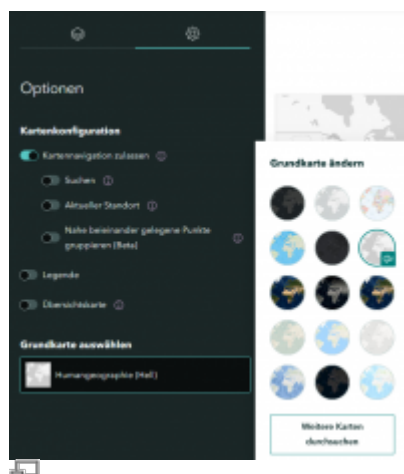 Optionen
Kartenkonfiguration
Kartennavigation zulassen
Suchen
Aktueller Standort
Nahe beieinander gelegene Punkte
gruppieren (Beta)
Legende
Übersichtskarte
Grundkarte auswählen
Humangeographie (Hell)
Grundkarte ändern
Weitere Karten
durchsuchen